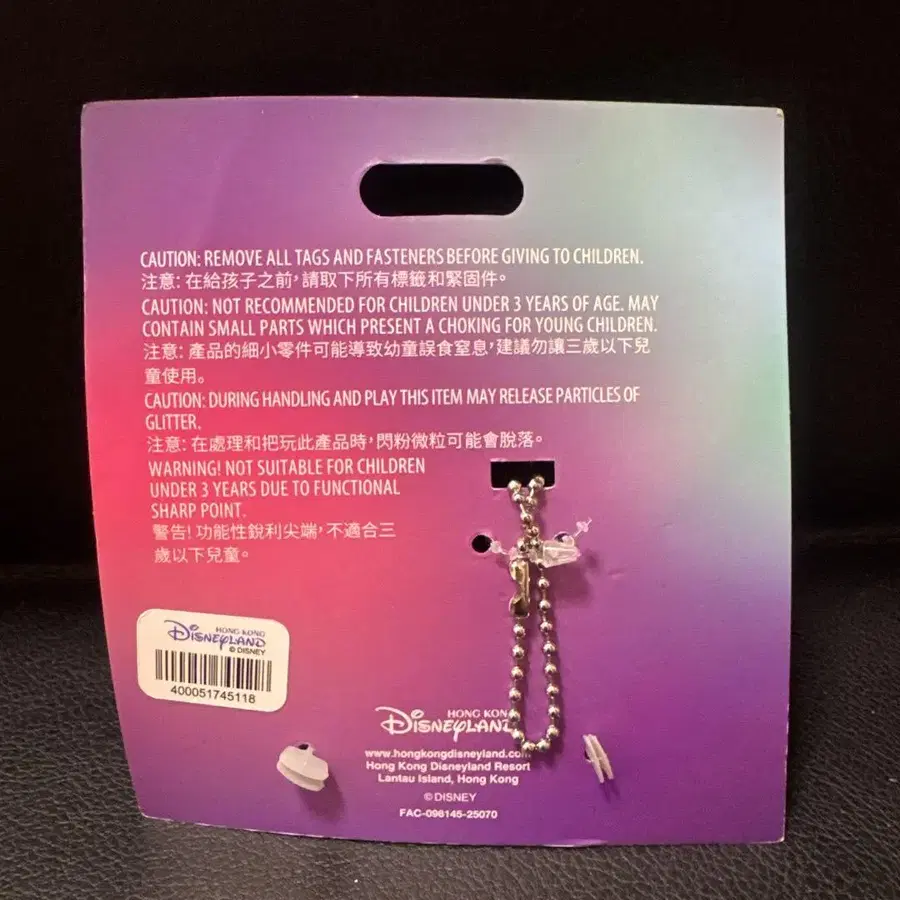 CAUTION: REMOVE ALL TAGS AND FASTENERS BEFORE GIVING TO CHILDREN.
注意: 在給孩子之前,請取下所有標籤和緊固件。
CAUTION: NOT RECOMMENDED FOR CHILDREN UNDER 3 YEARS OF AGE. MAY
CONTAIN SMALL PARTS WHICH PRESENT A CHOKING FOR YOUNG CHILDREN.
注意: 產品的細小零件可能導致幼童誤食窒息,建議勿讓三歲以下兒
童使用。
CAUTION: DURING HANDLING AND PLAY THIS ITEM MAY RELEASE PARTICLES OF
GLITTER.
注意: 在處理和把玩此產品時,閃粉微粒可能會脫落。
WARNING! NOT SUITABLE FOR CHILDREN
UNDER 3 YEARS DUE TO FUNCTIONAL
SHARP POINT.
警告! 功能性銳利尖端,不適合三
歲以下兒童。
HONG KONG
DISNEYLAND
© DISNEY
400051745118
HONG KONG
DISNEYLAND
www.hongkongdisneyland.com
Hong Kong Disneyland Resort
Lantau Island, Hong Kong
© DISNEY
FAC-096145-25070